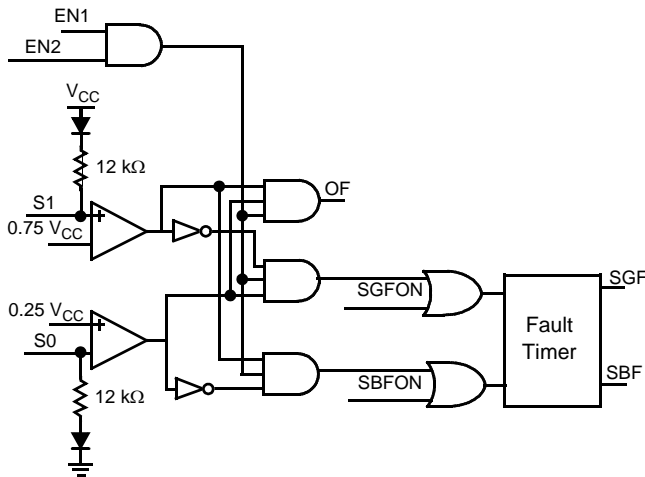 EN1
EN2
VCC
12 kΩ
S1
+
0.75 VCC
OF
SGFON
SGF
0.25 VCC
+
S0
Fault
Timer
12 kΩ
SBFON
SBF